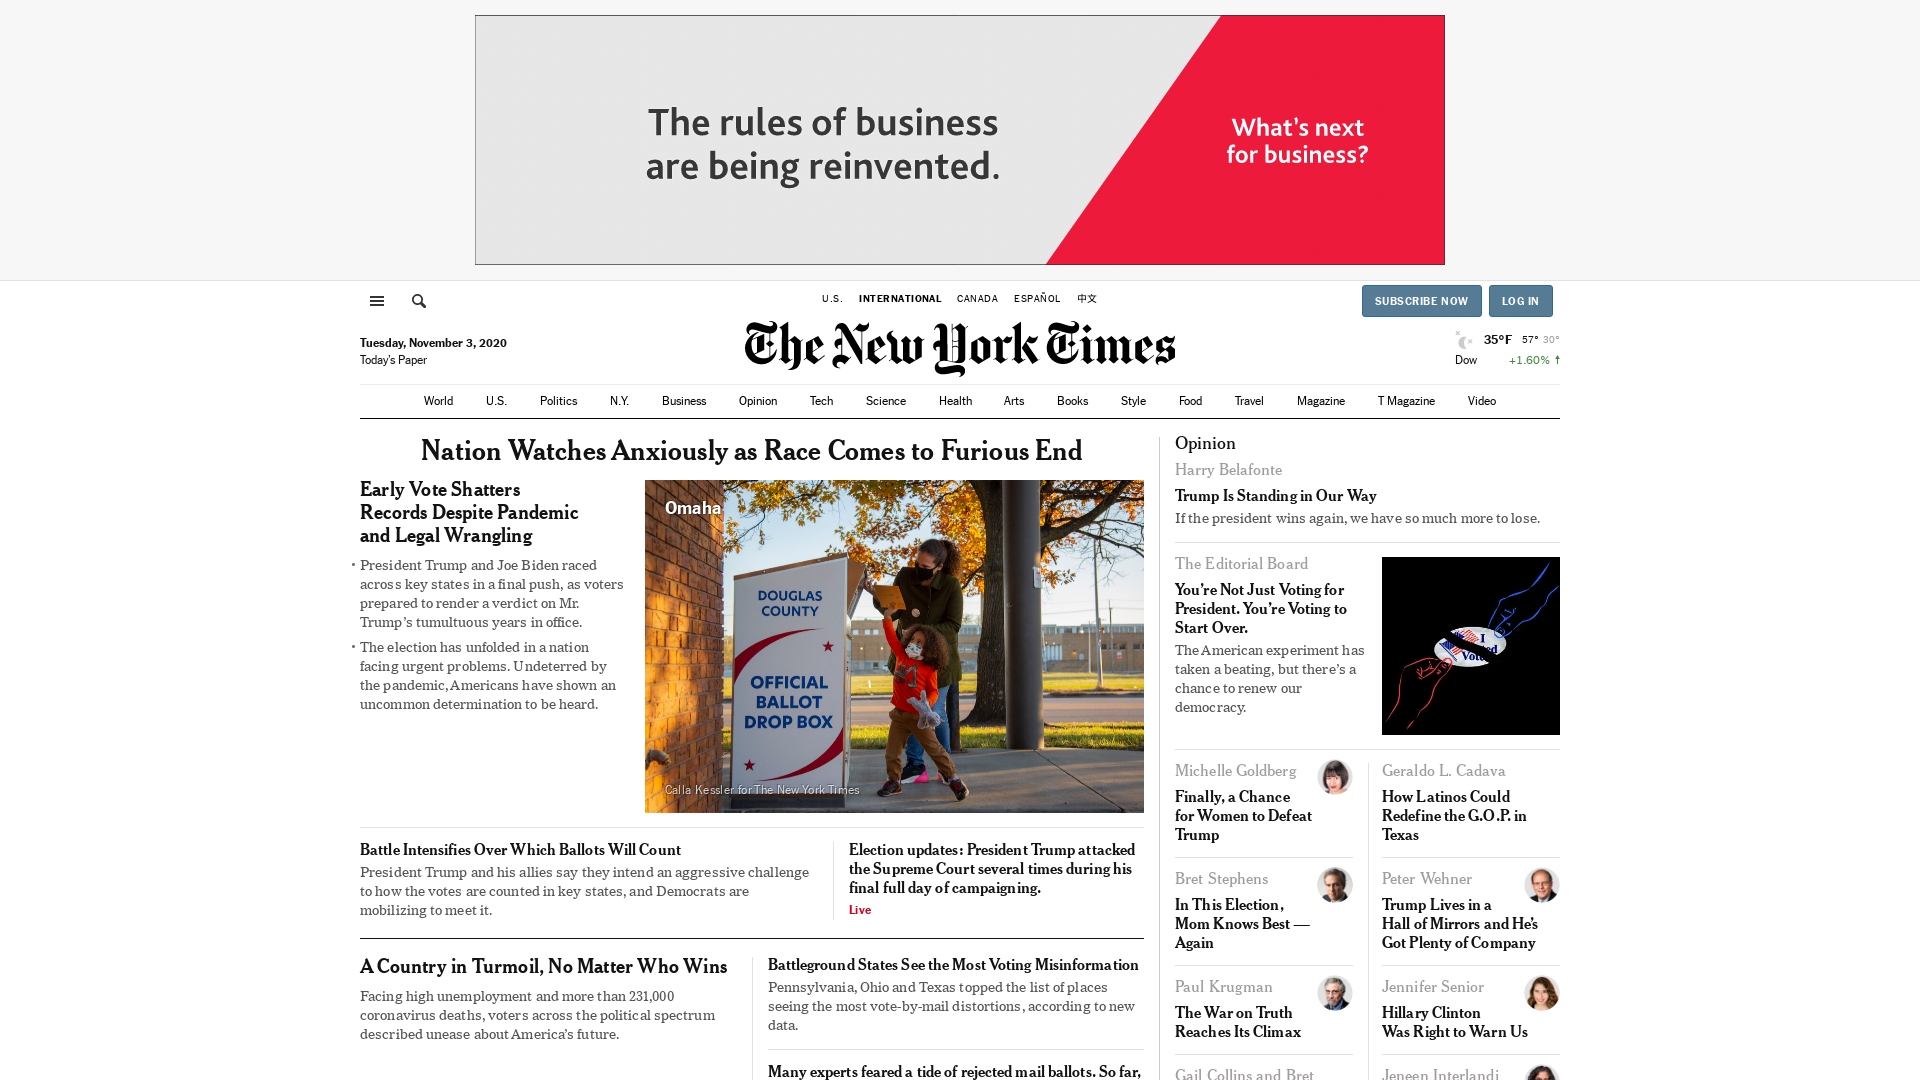 The rules of business
are being reinvented.
What's next
for business?
U.S. INTERNATIONAL CANADA ESPAÑOL 中文
SUBSCRIBE NOW LOG IN
Tuesday, November 3, 2020
Today's Paper
The New York Times
35°F 57° 30°
Dow +1.60% ↑
World U.S. Politics N.Y. Business Opinion Tech Science Health Arts Books Style Food Travel Magazine T Magazine Video
Nation Watches Anxiously as Race Comes to Furious End
Early Vote Shatters
Records Despite Pandemic
and Legal Wrangling
• President Trump and Joe Biden raced
across key states in a final push, as voters
prepared to render a verdict on Mr.
Trump's tumultuous years in office.
• The election has unfolded in a nation
facing urgent problems. Undeterred by
the pandemic, Americans have shown an
uncommon determination to be heard.
Omaha
DOUGLAS
COUNTY
OFFICIAL
BALLOT
DROP BOX
Calla Kessler for The New York Times
Battle Intensifies Over Which Ballots Will Count
President Trump and his allies say they intend an aggressive challenge
to how the votes are counted in key states, and Democrats are
mobilizing to meet it.
Election updates: President Trump attacked
the Supreme Court several times during his
final full day of campaigning.
Live
A Country in Turmoil, No Matter Who Wins
Facing high unemployment and more than 231,000
coronavirus deaths, voters across the political spectrum
described unease about America's future.
Battleground States See the Most Voting Misinformation
Pennsylvania, Ohio and Texas topped the list of places
seeing the most vote-by-mail distortions, according to new
data.
Many experts feared a tide of rejected mail ballots. So far,
Opinion
Harry Belafonte
Trump Is Standing in Our Way
If the president wins again, we have so much more to lose.
The Editorial Board
You're Not Just Voting for
President. You're Voting to
Start Over.
The American experiment has
taken a beating, but there's a
chance to renew our
democracy.
I
Voted
Michelle Goldberg
Finally, a Chance
for Women to Defeat
Trump
Geraldo L. Cadava
How Latinos Could
Redefine the G.O.P. in
Texas
Bret Stephens
In This Election,
Mom Knows Best —
Again
Peter Wehner
Trump Lives in a
Hall of Mirrors and He's
Got Plenty of Company
Paul Krugman
The War on Truth
Reaches Its Climax
Jennifer Senior
Hillary Clinton
Was Right to Warn Us
Gail Collins and Bret
Jeneen Interlandi